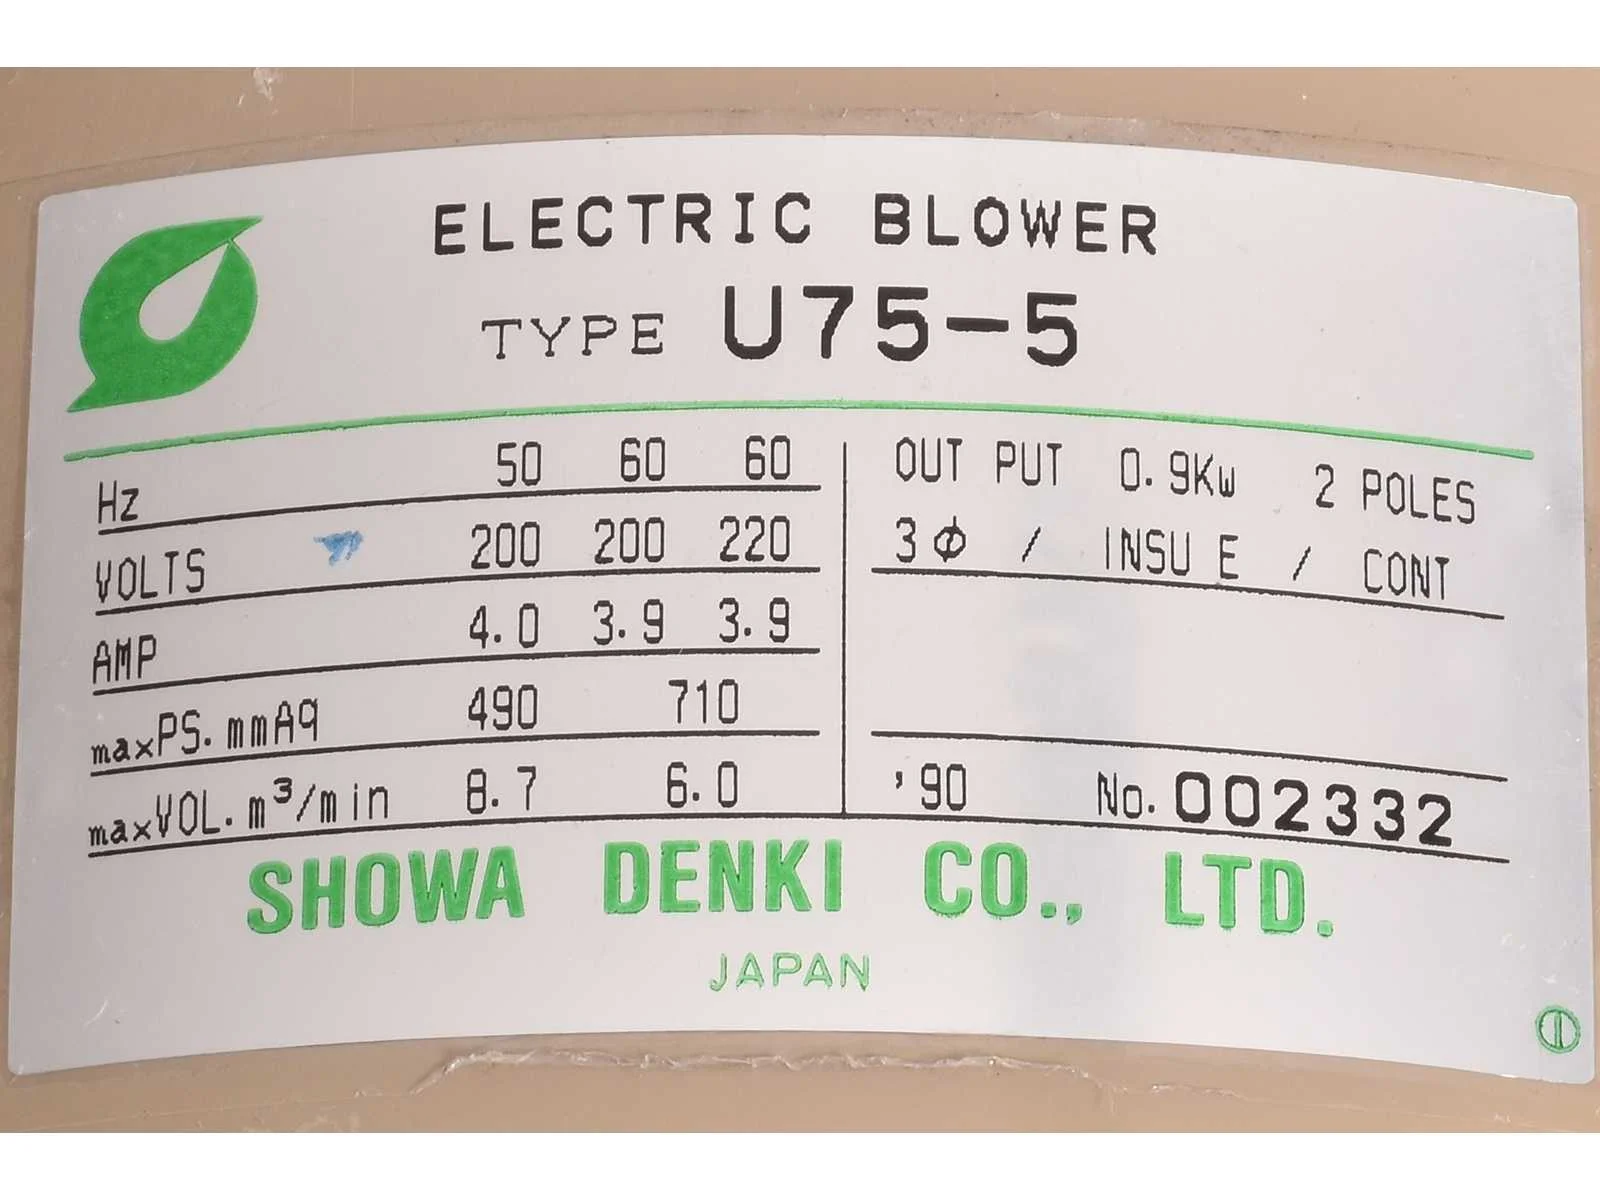 ELECTRIC BLOWER
TYPE U75-5
Hz 50 60 60
VOLTS 200 200 220
AMP 4.0 3.9 3.9
maxPS.mmAq 490 710
maxVOL.m³/min 8.7 6.0
OUT PUT 0.9Kw 2 POLES
3ϕ / INSU E / CONT
'90 No.002332
SHOWA DENKI CO., LTD.
JAPAN